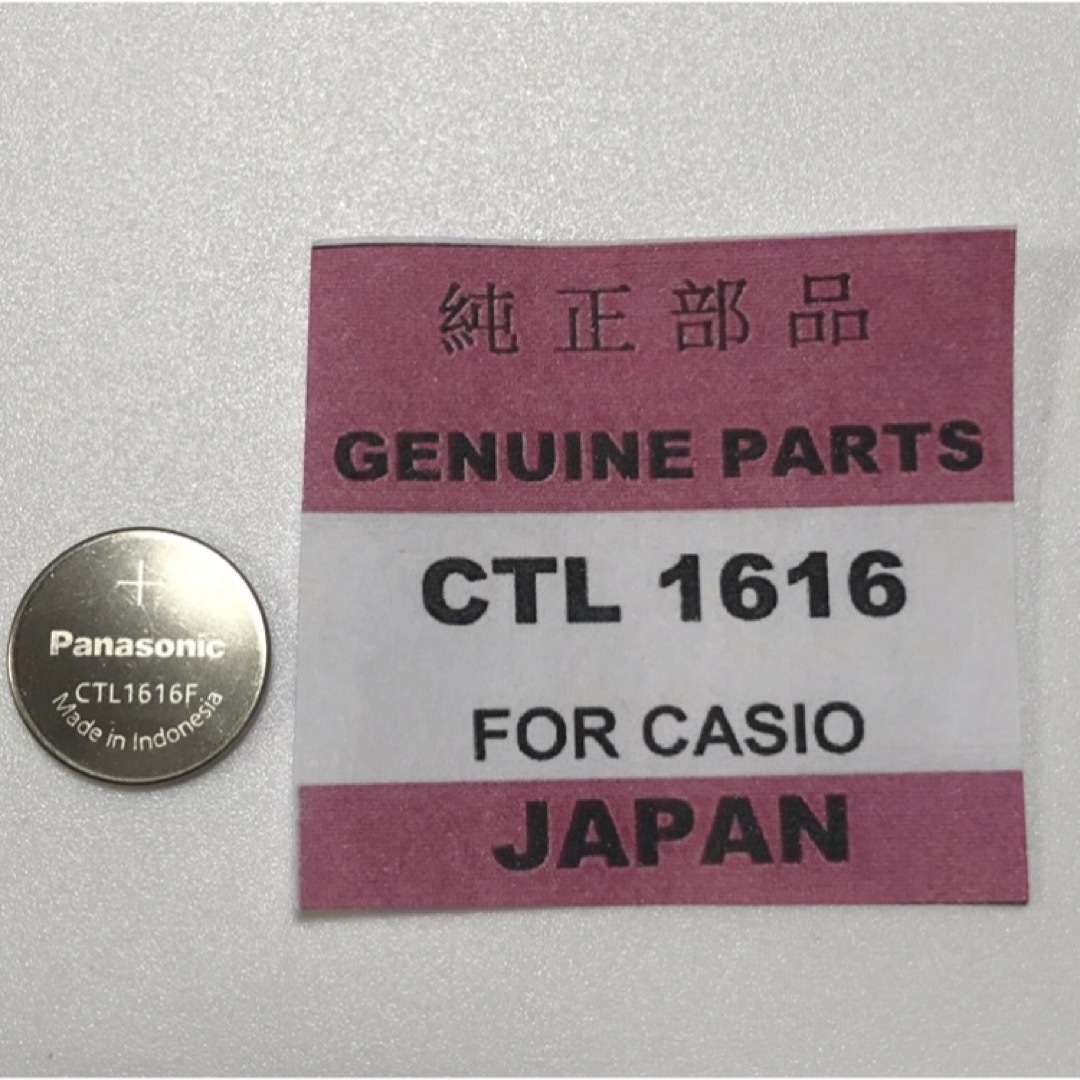 純正部品
GENUINE PARTS
CTL 1616
FOR CASIO
JAPAN
+
Panasonic
CTL1616F
Made in Indonesia